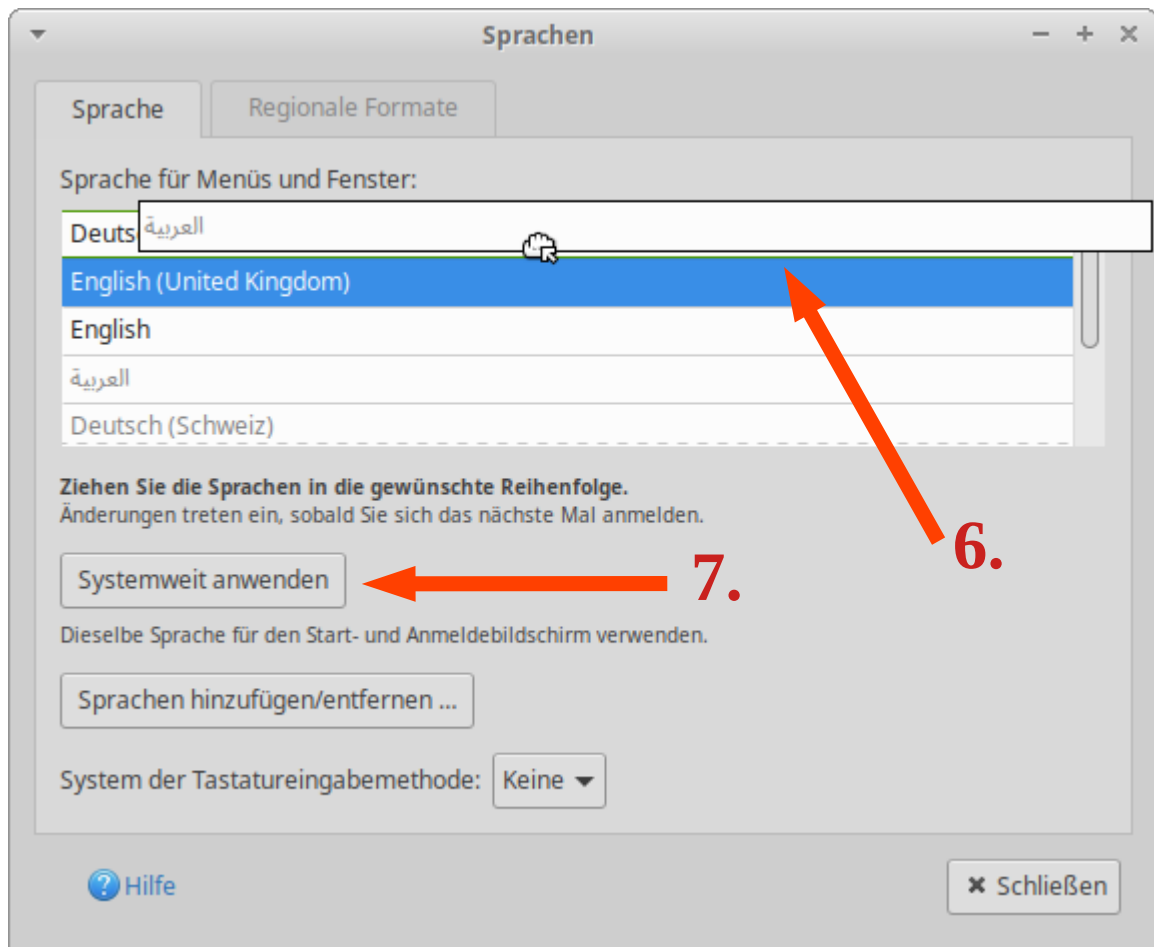 Sprachen
Sprache
Regionale Formate
Sprache für Menüs und Fenster:
العربية
English (United Kingdom)
English
العربية
Deutsch (Schweiz)
Ziehen Sie die Sprachen in die gewünschte Reihenfolge.
Änderungen treten ein, sobald Sie sich das nächste Mal anmelden.
6.
Systemweit anwenden
7.
Dieselbe Sprache für den Start- und Anmeldebildschirm verwenden.
Sprachen hinzufügen/entfernen ...
System der Tastatureingabemethode: Keine
Hilfe
Schließen